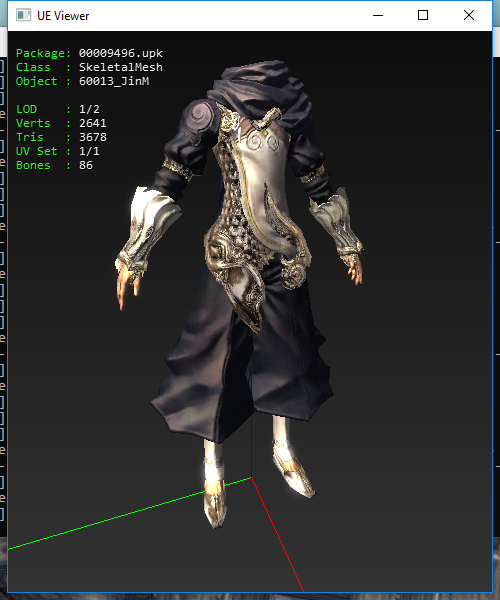 UE Viewer
Package: 00009496.upk
Class : SkeletalMesh
Object : 60013_JinM
LOD : 1/2
Verts : 2641
Tris : 3678
UV Set : 1/1
Bones : 86